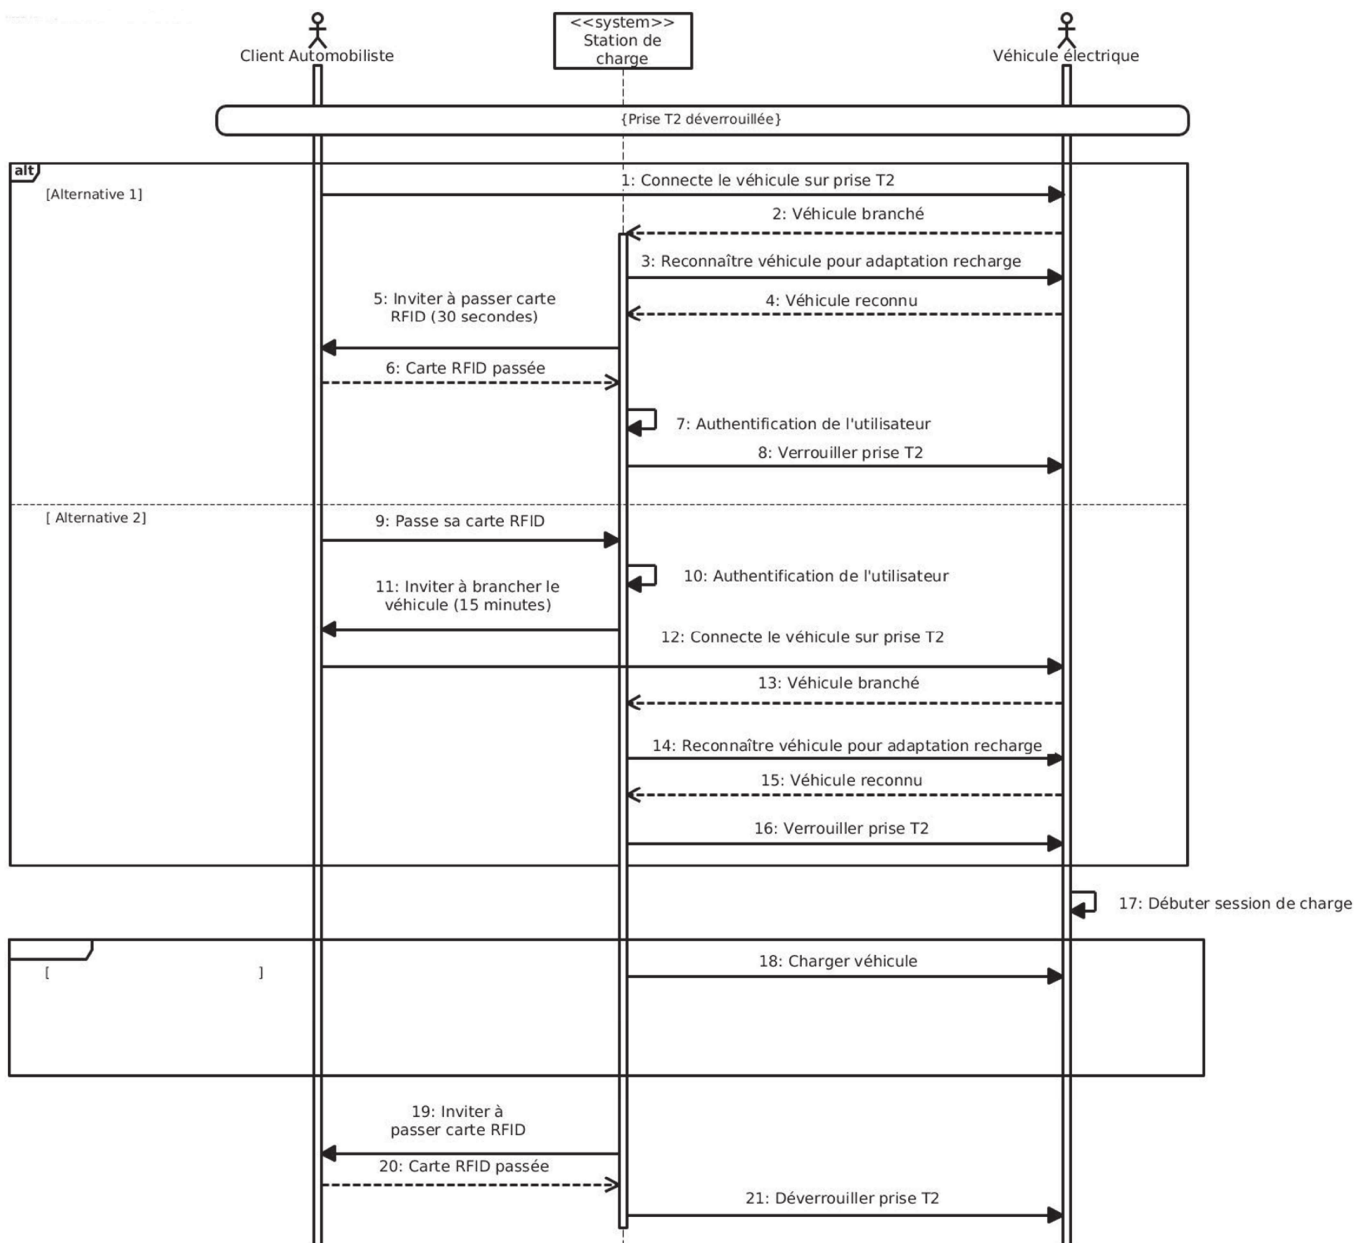 Client Automobiliste
<<system>>
Station de
charge
Véhicule électrique
{Prise T2 déverrouillée}
alt
[Alternative 1]
1: Connecte le véhicule sur prise T2
2: Véhicule branché
3: Reconnaître véhicule pour adaptation recharge
4: Véhicule reconnu
5: Inviter à passer carte
RFID (30 secondes)
6: Carte RFID passée
7: Authentification de l'utilisateur
8: Verrouiller prise T2
[ Alternative 2]
9: Passe sa carte RFID
10: Authentification de l'utilisateur
11: Inviter à brancher le
véhicule (15 minutes)
12: Connecte le véhicule sur prise T2
13: Véhicule branché
14: Reconnaître véhicule pour adaptation recharge
15: Véhicule reconnu
16: Verrouiller prise T2
17: Débuter session de charge
[ ]
18: Charger véhicule
19: Inviter à
passer carte RFID
20: Carte RFID passée
21: Déverrouiller prise T2